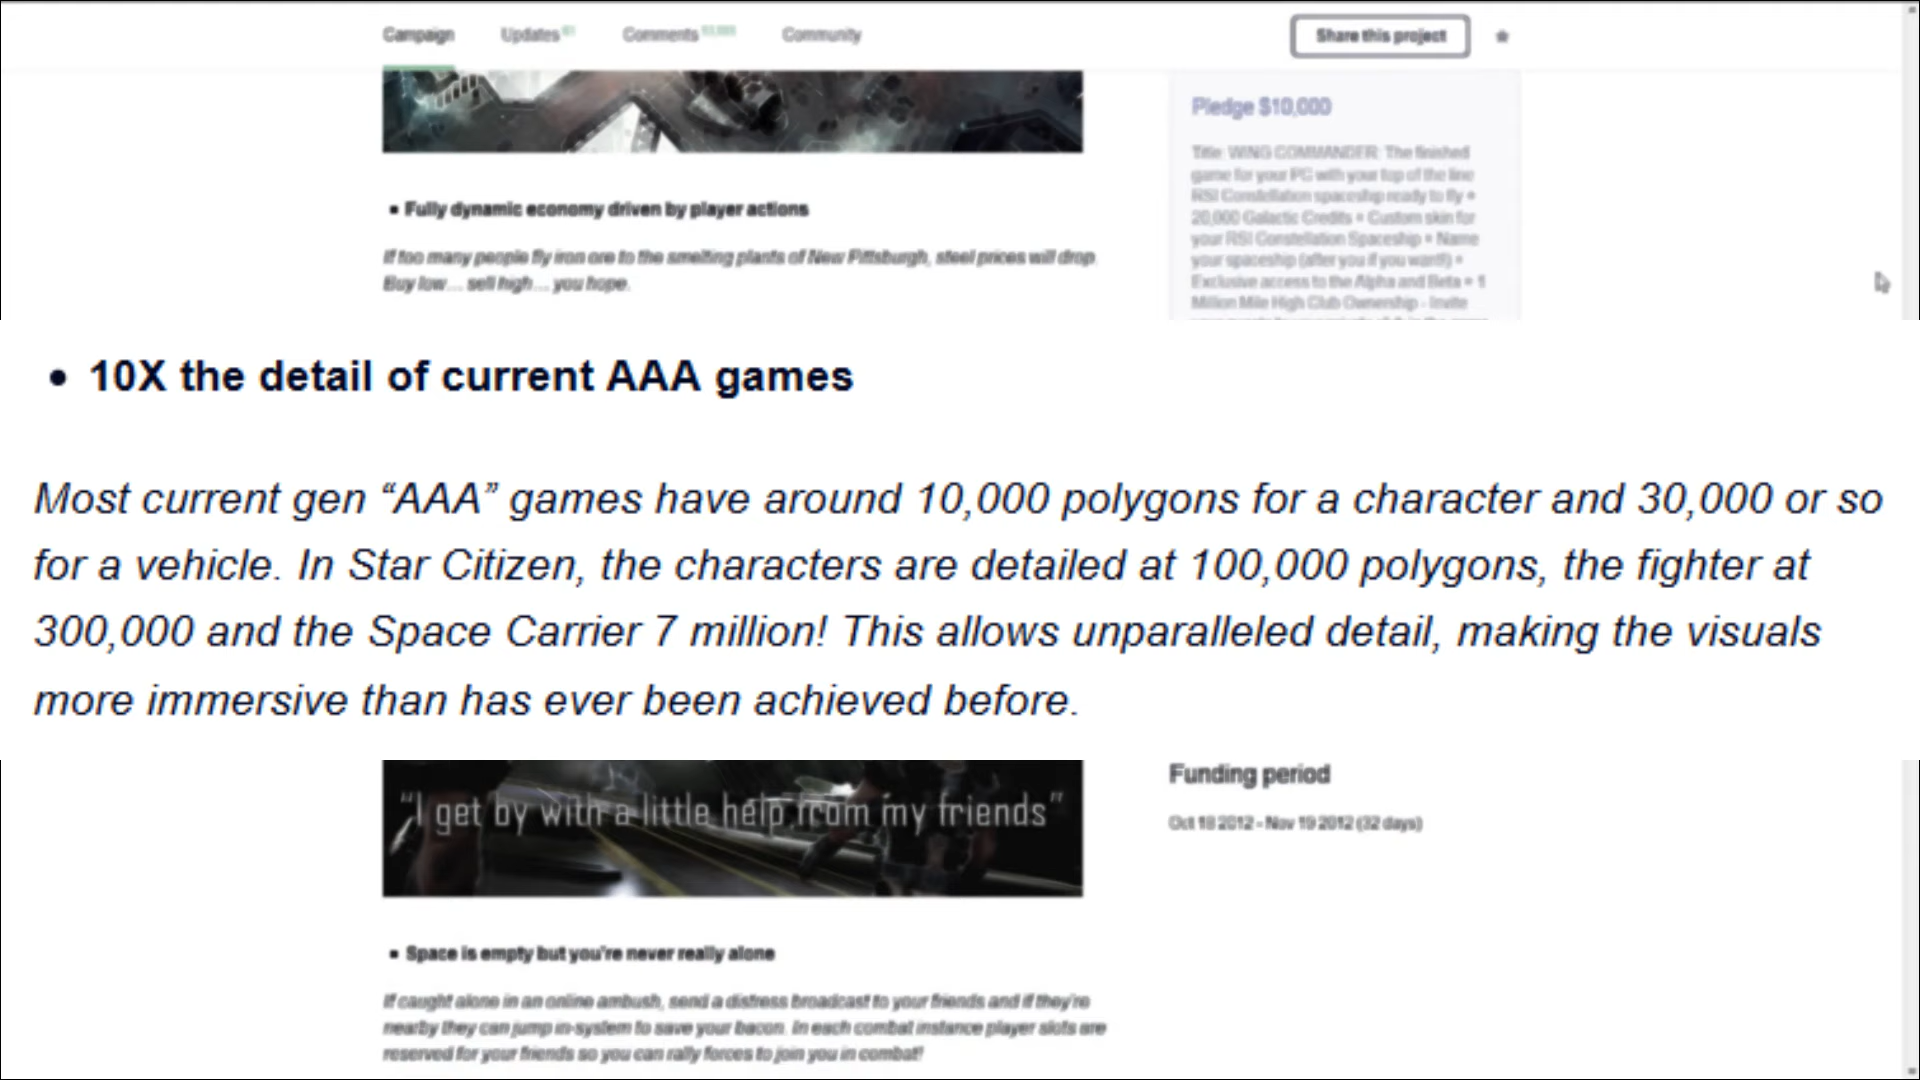 Campaign Updates Comments Community
Share this project
Pledge $10,000
Title: WING COMMANDER: The finished
game for your PC with your top of the line
RSI Constellation spaceship ready to fly +
20,000 Galactic Credits + Custom skin for
your RSI Constellation Spaceship + Name
your spaceship (after you if you want!) +
Exclusive access to the Alpha and Beta + 1
Million Mile High Club Ownership - Invite
• Fully dynamic economy driven by player actions
If too many people fly iron ore to the smelting plants of New Pittsburgh, steel prices will drop.
Buy low… sell high… you hope.
• 10X the detail of current AAA games
Most current gen “AAA” games have around 10,000 polygons for a character and 30,000 or so
for a vehicle. In Star Citizen, the characters are detailed at 100,000 polygons, the fighter at
300,000 and the Space Carrier 7 million! This allows unparalleled detail, making the visuals
more immersive than has ever been achieved before.
“I get by with a little help from my friends”
Funding period
Oct 18 2012 - Nov 19 2012 (32 days)
• Space is empty but you're never really alone
If caught alone in an online ambush, send a distress broadcast to your friends and if they're
nearby they can jump in-system to save your bacon. In each combat instance player slots are
reserved for your friends so you can rally forces to join you in combat!